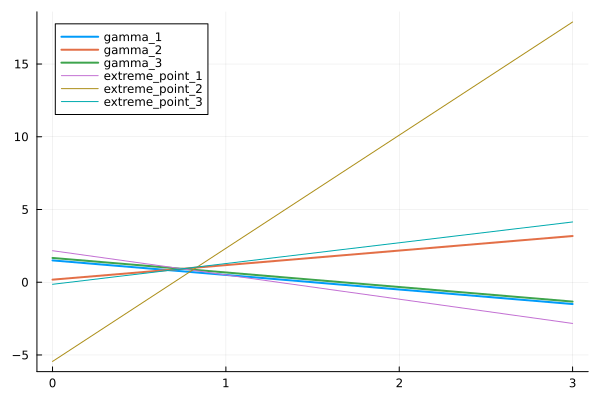 gamma_1
gamma_2
gamma_3
extreme_point_1
extreme_point_2
extreme_point_3
15
10
5
0
−5
0 1 2 3